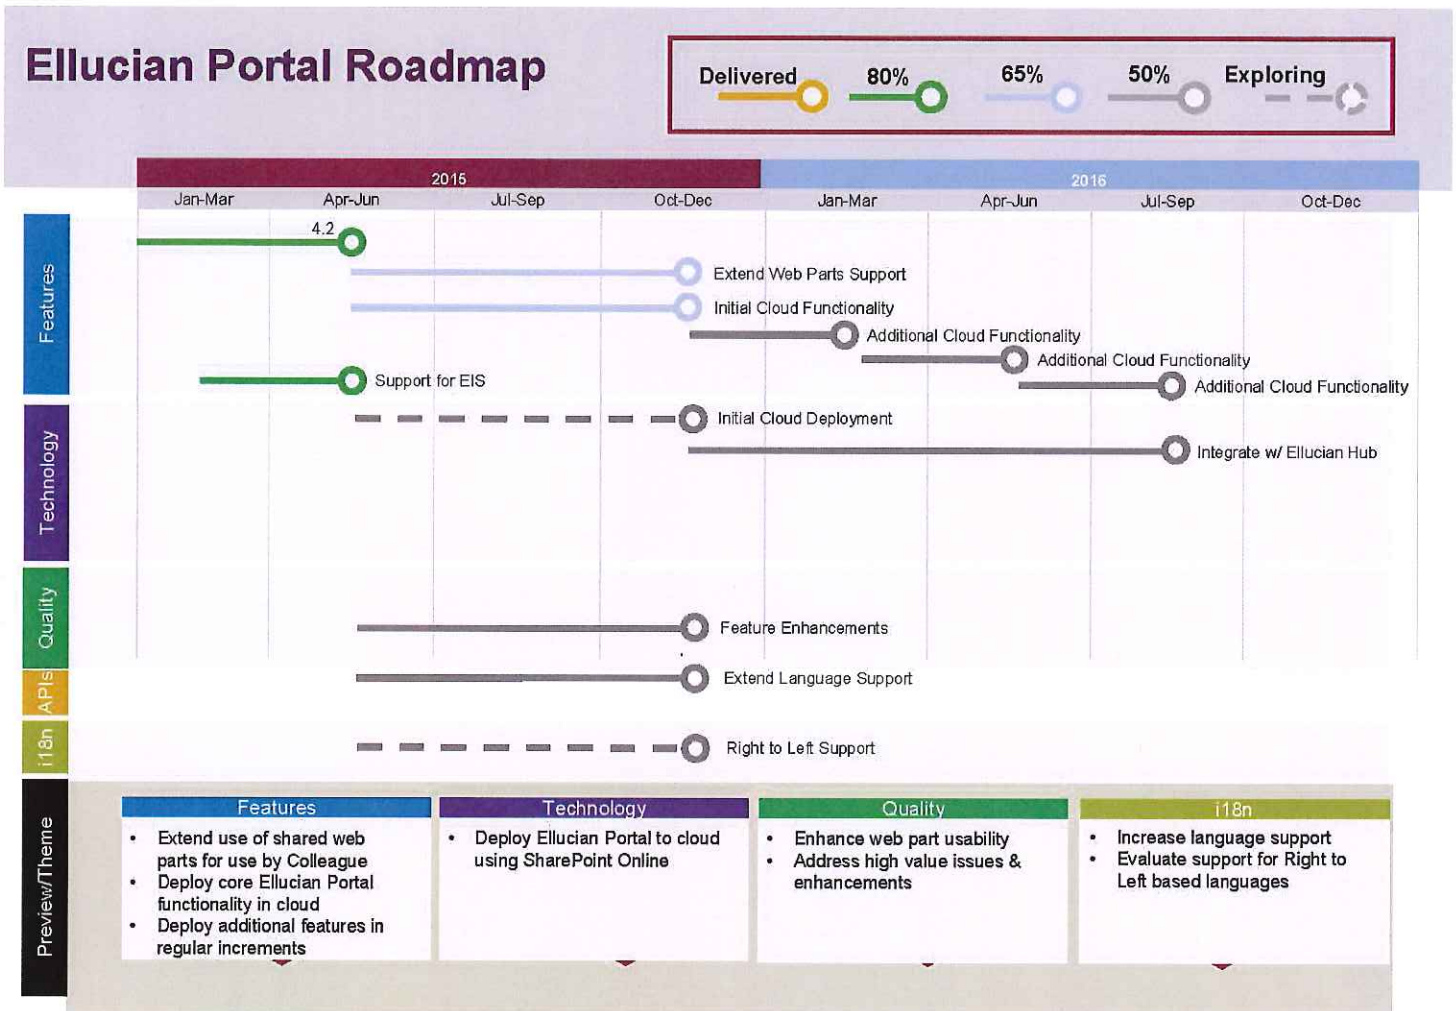 Ellucian Portal Roadmap
Delivered 80% 65% 50% Exploring
2015 2016
Jan-Mar Apr-Jun Jul-Sep Oct-Dec Jan-Mar Apr-Jun Jul-Sep Oct-Dec
Features
4.2
Extend Web Parts Support
Initial Cloud Functionality
Additional Cloud Functionality
Additional Cloud Functionality
Support for EIS
Additional Cloud Functionality
Technology
Initial Cloud Deployment
Integrate w/ Ellucian Hub
Quality
Feature Enhancements
APIs
Extend Language Support
i18n
Right to Left Support
Preview/Theme
Features
• Extend use of shared web
parts for use by Colleague
• Deploy core Ellucian Portal
functionality in cloud
• Deploy additional features in
regular increments
Technology
• Deploy Ellucian Portal to cloud
using SharePoint Online
Quality
• Enhance web part usability
• Address high value issues &
enhancements
i18n
• Increase language support
• Evaluate support for Right to
Left based languages